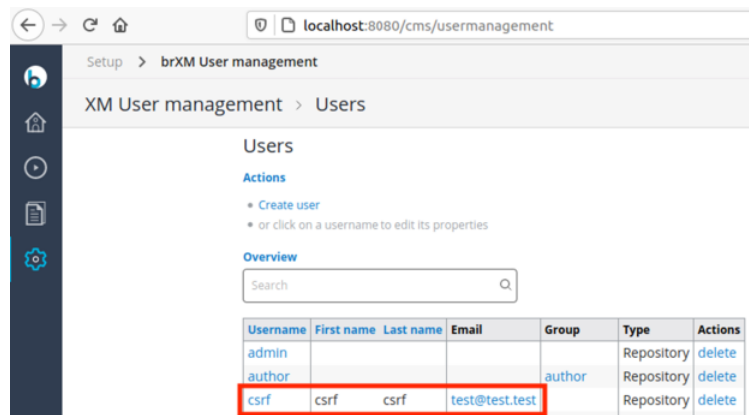 localhost:8080/cms/usermanagement
Setup > brXM User management
XM User management > Users
Users
Actions
Create user
or click on a username to edit its properties
Overview
Search
Username First name Last name Email Group Type Actions
admin Repository delete
author author Repository delete
csrf csrf csrf test@test.test Repository delete